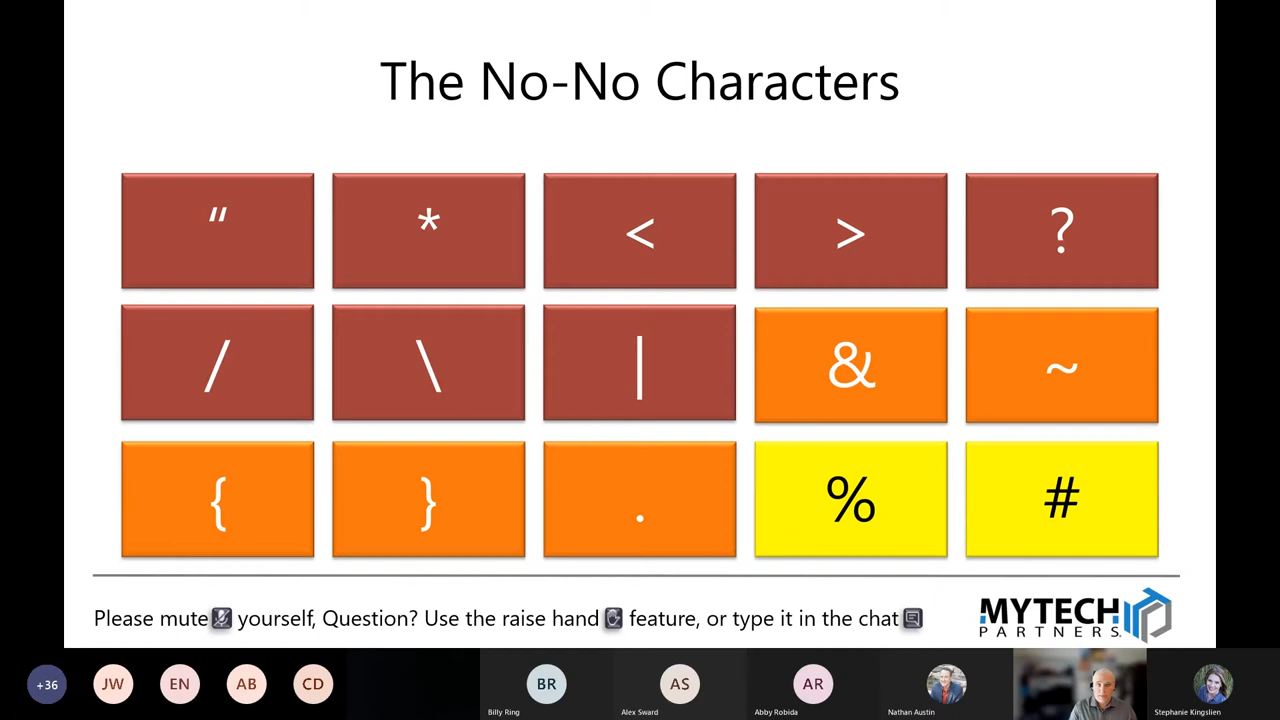 The No-No Characters
" * < > ?
/ \ | & ~
{ } . % #
Please mute yourself, Question? Use the raise hand feature, or type it in the chat
MYTECH
PARTNERS
+36 JW EN AB CD BR AS AR
Billy Ring Alex Sward Abby Robida Nathan Austin Stephanie Kingslien